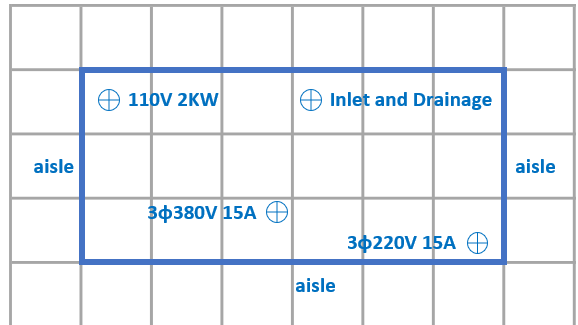 110V 2KW
Inlet and Drainage
aisle
aisle
3ϕ380V 15A
3ϕ220V 15A
aisle